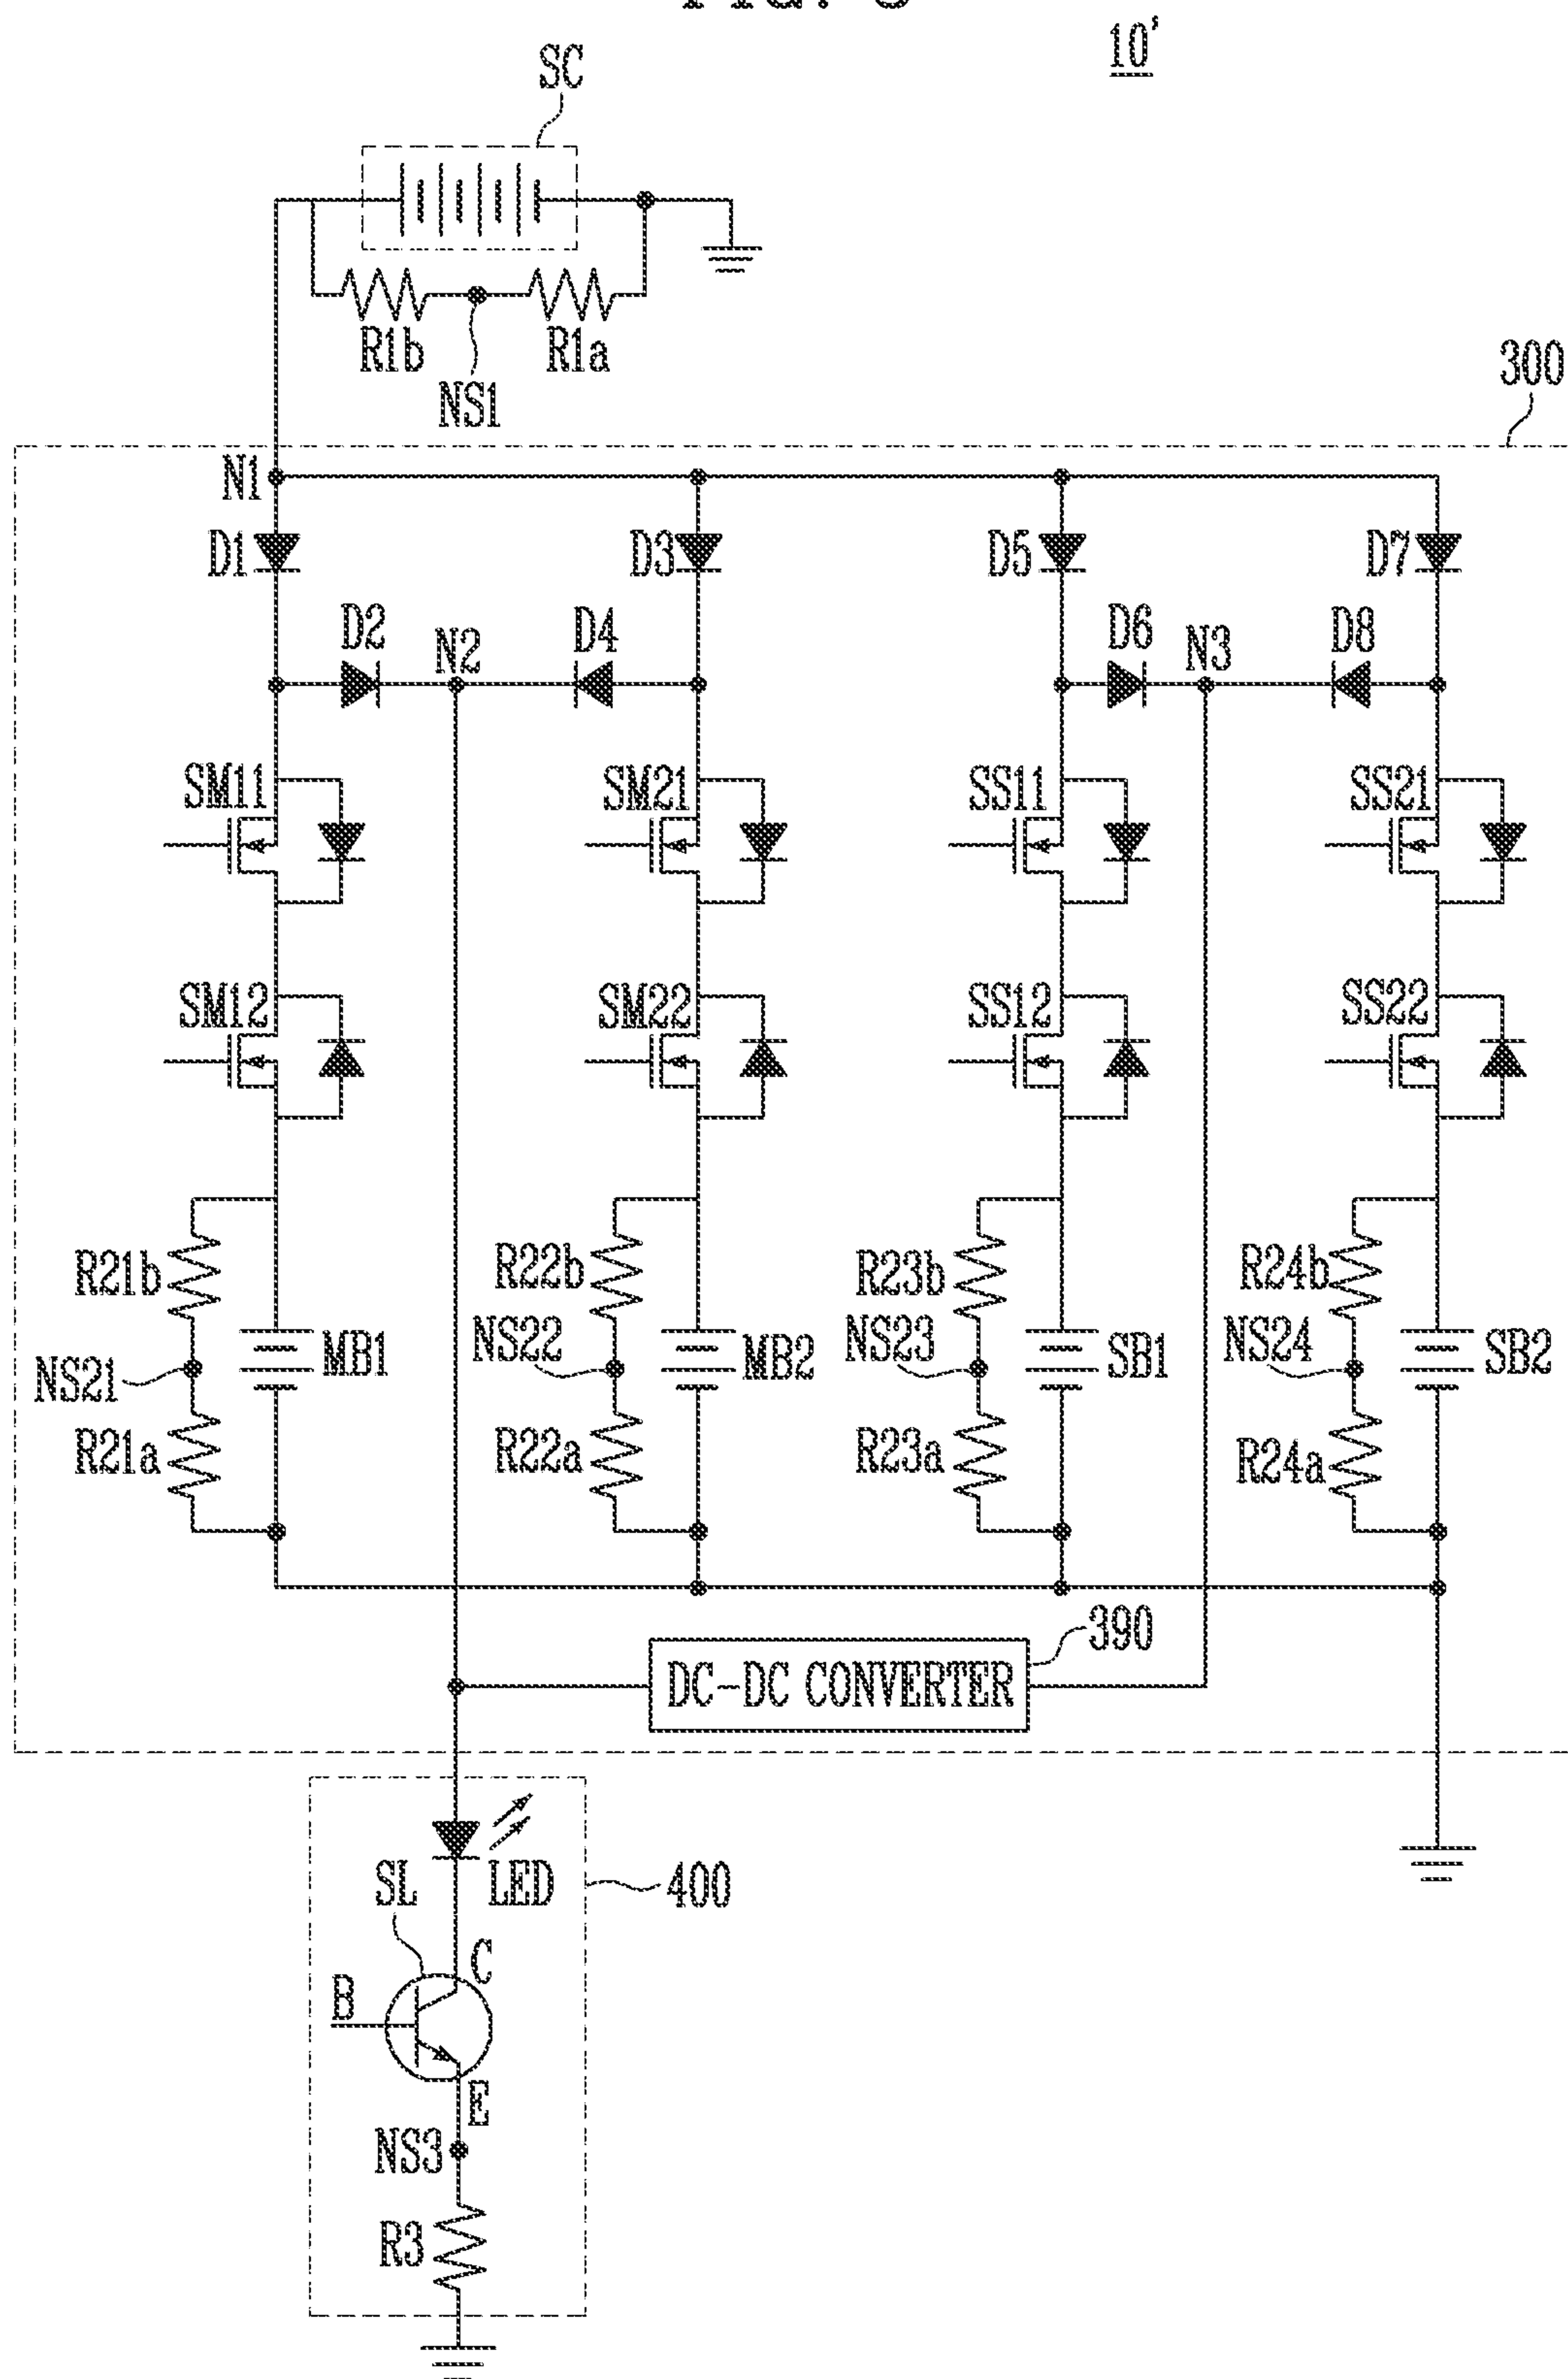 10'
SC
R1b
R1a
NS1
300
N1
D1
D3
D5
D7
D2
N2
D4
D6
N3
D8
SM11
SM21
SS11
SS21
SM12
SM22
SS12
SS22
R21b
R22b
R23b
R24b
NS21
MB1
NS22
MB2
NS23
SB1
NS24
SB2
R21a
R22a
R23a
R24a
390
DC-DC CONVERTER
SL
LED
400
C
B
E
NS3
R3